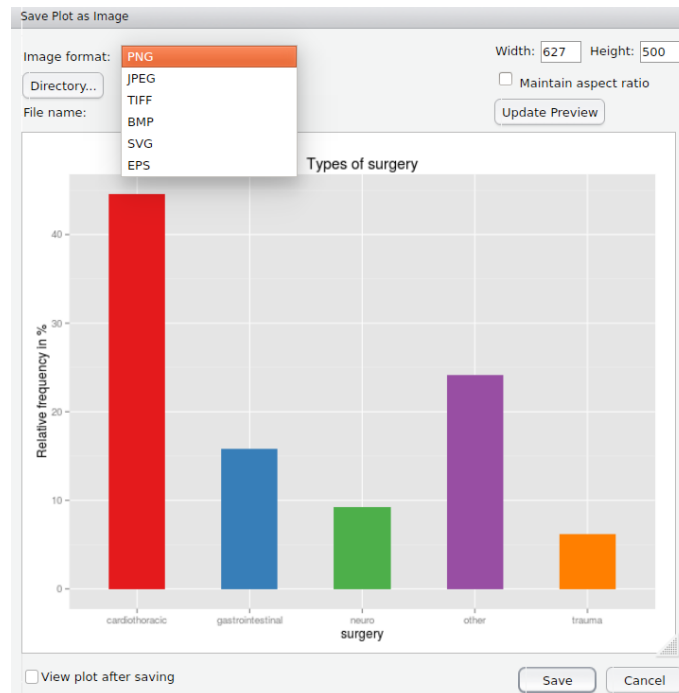 Save Plot as Image
Image format:
PNG
JPEG
TIFF
BMP
SVG
EPS
Width: 627 Height: 500
Directory...
Maintain aspect ratio
File name:
Update Preview
Types of surgery
Relative frequency in %
40
30
20
10
0
cardiothoracic gastrointestinal neuro other trauma
surgery
View plot after saving
Save Cancel